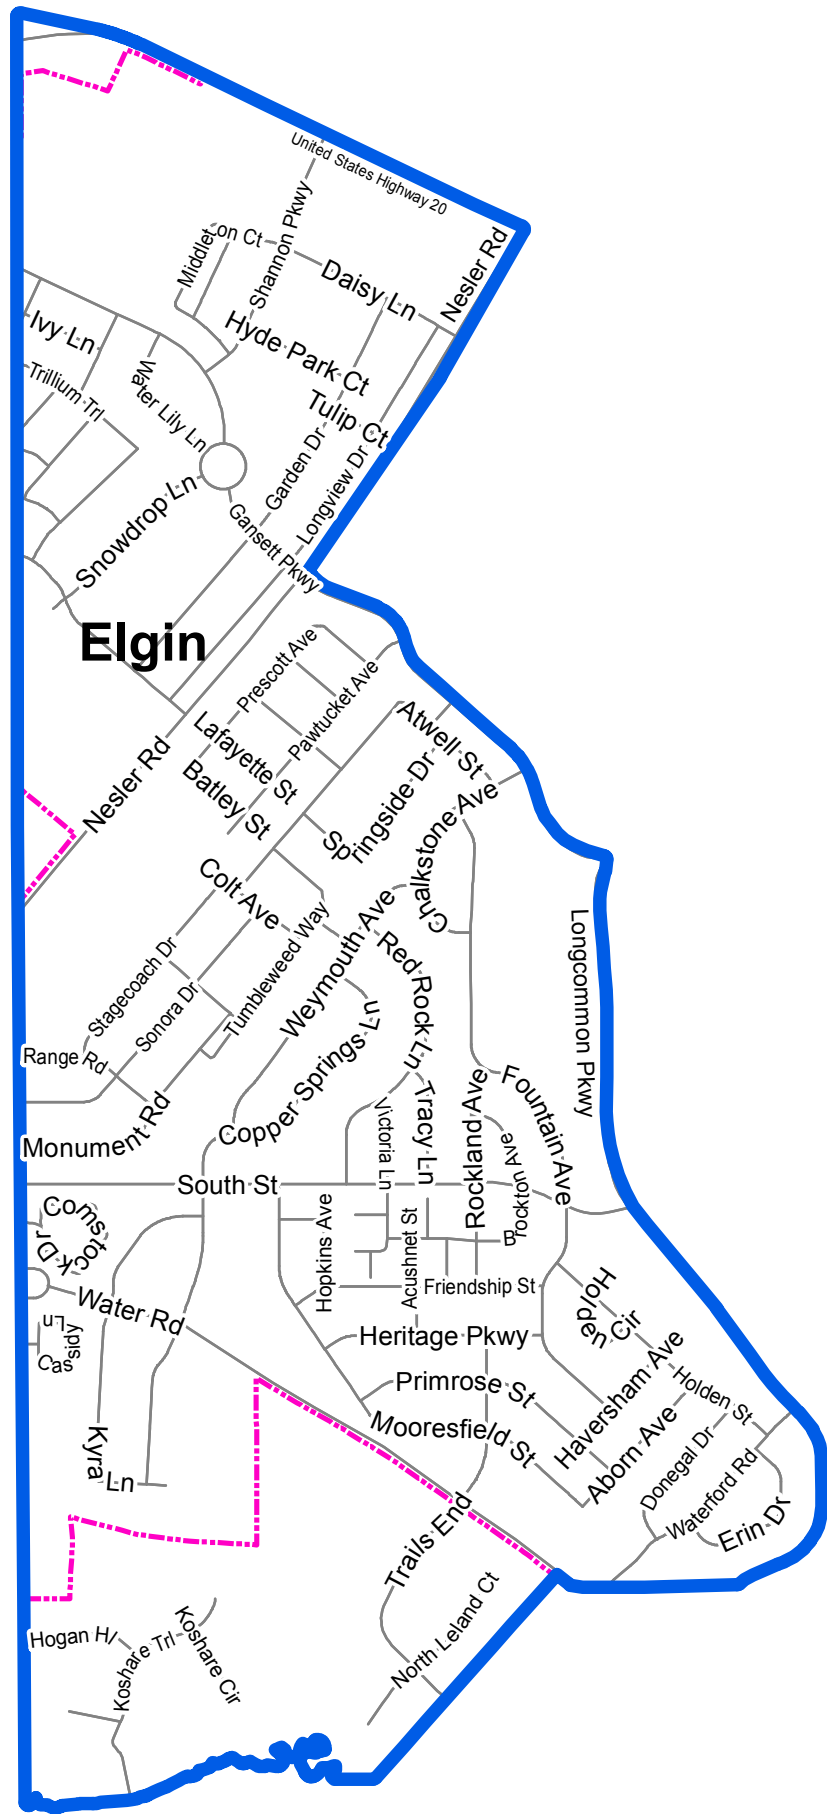 United States Highway 20
Shannon Pkwy
Middleton Ct
Nesler Rd
Daisy Ln
Ivy Ln
Hyde Park Ct
Trillium Trl
Water Lily Ln
Tulip Ct
Garden Dr
Longview Dr
Snowdrop Ln
Gansett Pkwy
Elgin
Prescott Ave
Pawtucket Ave
Lafayette St
Batley St
Nesler Rd
Atwell St
Springside Dr
Chalkstone Ave
Colt Ave
Weymouth Ave
Red Rock Ln
Longcommon Pkwy
Stagecoach Dr
Sonora Dr
Tumbleweed Way
Range Rd
Copper Springs Ln
Monument Rd
Victoria Ln
Tracy Ln
Rockland Ave
Fountain Ave
Brockton Ave
South St
Comstock Dr
Hopkins Ave
Acushnet St
Friendship St
Holden Cir
Water Rd
Cassidy Ln
Heritage Pkwy
Haversham Ave
Holden St
Primrose St
Mooresfield St
Aborn Ave
Donegal Dr
Waterford Rd
Erin Dr
Kyra Ln
Trails End
North Leland Ct
Hogan Hl
Koshare Trl
Koshare Cir